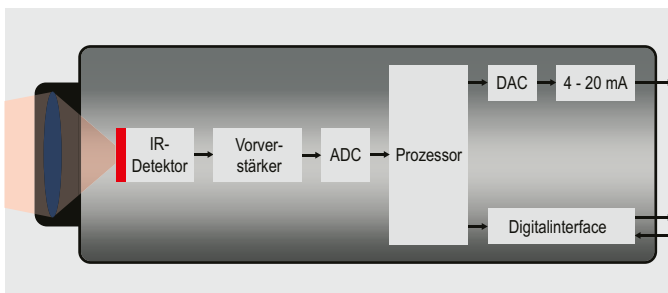 IR-
Detektor
Vorver-
stärker
ADC
Prozessor
DAC
4 - 20 mA
Digitalinterface